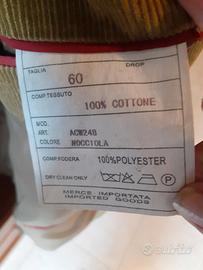 TAGLIA DROP
60
COMP.TESSUTO
100% COTTONE
MOD.
ART. ACW248
COLORE NOCCIOLA
COMP.FODERA
100%POLYESTER
DRY CLEAN ONLY
P
MERCE IMPORTATA
IMPORTED GOODS
subito